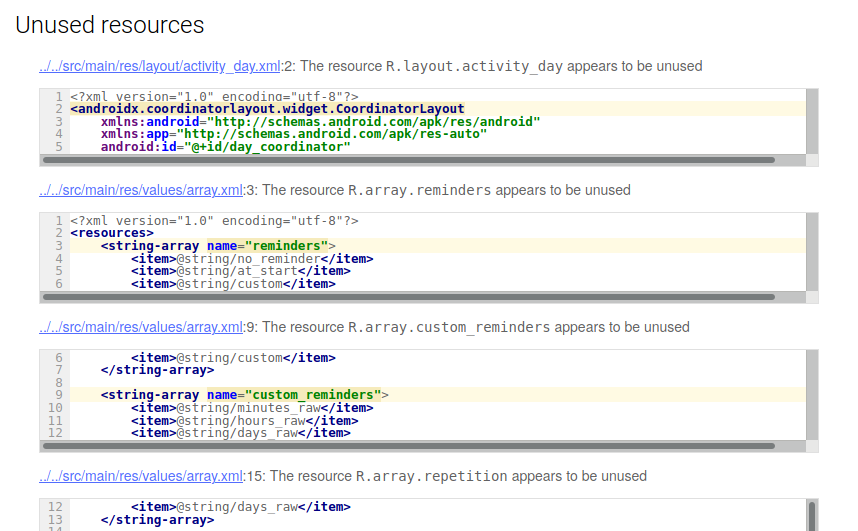 Unused resources
../../src/main/res/layout/activity_day.xml:2: The resource R.layout.activity_day appears to be unused
1 <?xml version="1.0" encoding="utf-8"?>
2 <androidx.coordinatorlayout.widget.CoordinatorLayout
3     xmlns:android="http://schemas.android.com/apk/res/android"
4     xmlns:app="http://schemas.android.com/apk/res-auto"
5     android:id="@+id/day_coordinator"
../../src/main/res/values/array.xml:3: The resource R.array.reminders appears to be unused
1 <?xml version="1.0" encoding="utf-8"?>
2 <resources>
3     <string-array name="reminders">
4         <item>@string/no_reminder</item>
5         <item>@string/at_start</item>
6         <item>@string/custom</item>
../../src/main/res/values/array.xml:9: The resource R.array.custom_reminders appears to be unused
6         <item>@string/custom</item>
7     </string-array>
8
9     <string-array name="custom_reminders">
10         <item>@string/minutes_raw</item>
11         <item>@string/hours_raw</item>
12         <item>@string/days_raw</item>
../../src/main/res/values/array.xml:15: The resource R.array.repetition appears to be unused
12         <item>@string/days_raw</item>
13     </string-array>